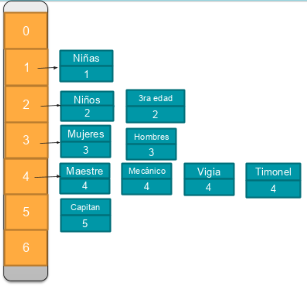 0
1
Niñas
1
2
Niños
2
3ra edad
2
3
Mujeres
3
Hombres
3
4
Maestre
4
Mecánico
4
Vigia
4
Timonel
4
5
Capitan
5
6